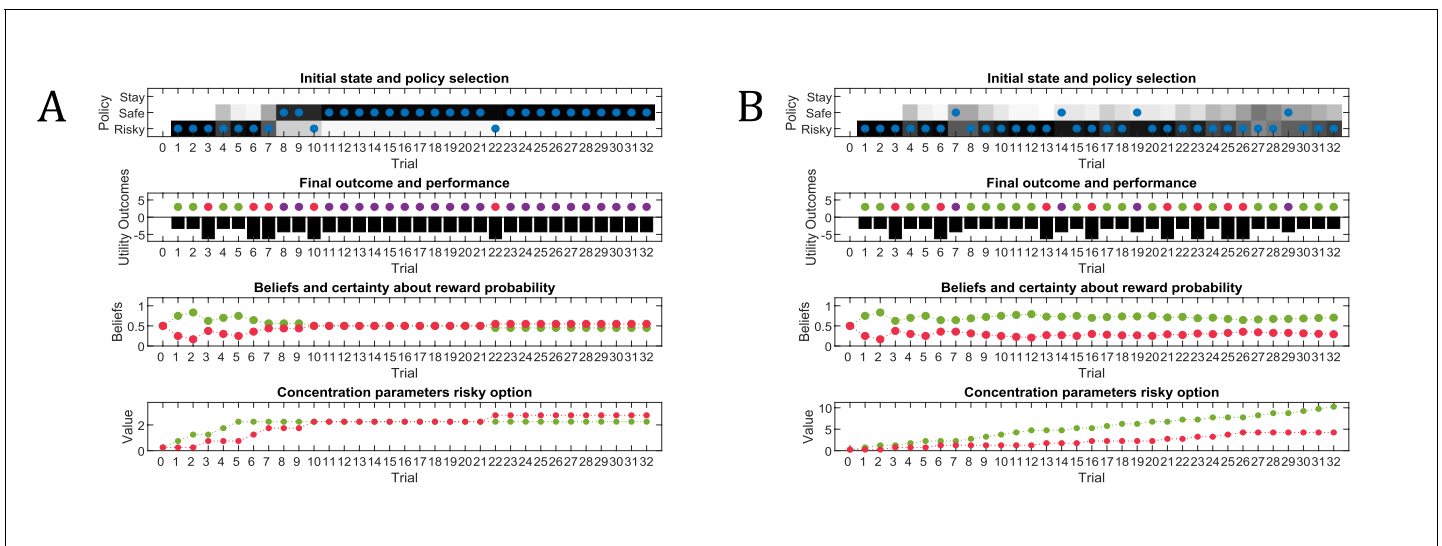 A
Initial state and policy selection
Policy
Stay
Safe
Risky
0 1 2 3 4 5 6 7 8 9 10 11 12 13 14 15 16 17 18 19 20 21 22 23 24 25 26 27 28 29 30 31 32
Trial
Final outcome and performance
Utility Outcomes
5
0
-5
0 1 2 3 4 5 6 7 8 9 10 11 12 13 14 15 16 17 18 19 20 21 22 23 24 25 26 27 28 29 30 31 32
Trial
Beliefs and certainty about reward probability
Beliefs
1
0.5
0
0 1 2 3 4 5 6 7 8 9 10 11 12 13 14 15 16 17 18 19 20 21 22 23 24 25 26 27 28 29 30 31 32
Trial
Concentration parameters risky option
Value
2
0
0 1 2 3 4 5 6 7 8 9 10 11 12 13 14 15 16 17 18 19 20 21 22 23 24 25 26 27 28 29 30 31 32
Trial
B
Initial state and policy selection
Policy
Stay
Safe
Risky
0 1 2 3 4 5 6 7 8 9 10 11 12 13 14 15 16 17 18 19 20 21 22 23 24 25 26 27 28 29 30 31 32
Trial
Final outcome and performance
Utility Outcomes
5
0
-5
0 1 2 3 4 5 6 7 8 9 10 11 12 13 14 15 16 17 18 19 20 21 22 23 24 25 26 27 28 29 30 31 32
Trial
Beliefs and certainty about reward probability
Beliefs
1
0.5
0
0 1 2 3 4 5 6 7 8 9 10 11 12 13 14 15 16 17 18 19 20 21 22 23 24 25 26 27 28 29 30 31 32
Trial
Concentration parameters risky option
Value
10
5
0
0 1 2 3 4 5 6 7 8 9 10 11 12 13 14 15 16 17 18 19 20 21 22 23 24 25 26 27 28 29 30 31 32
Trial